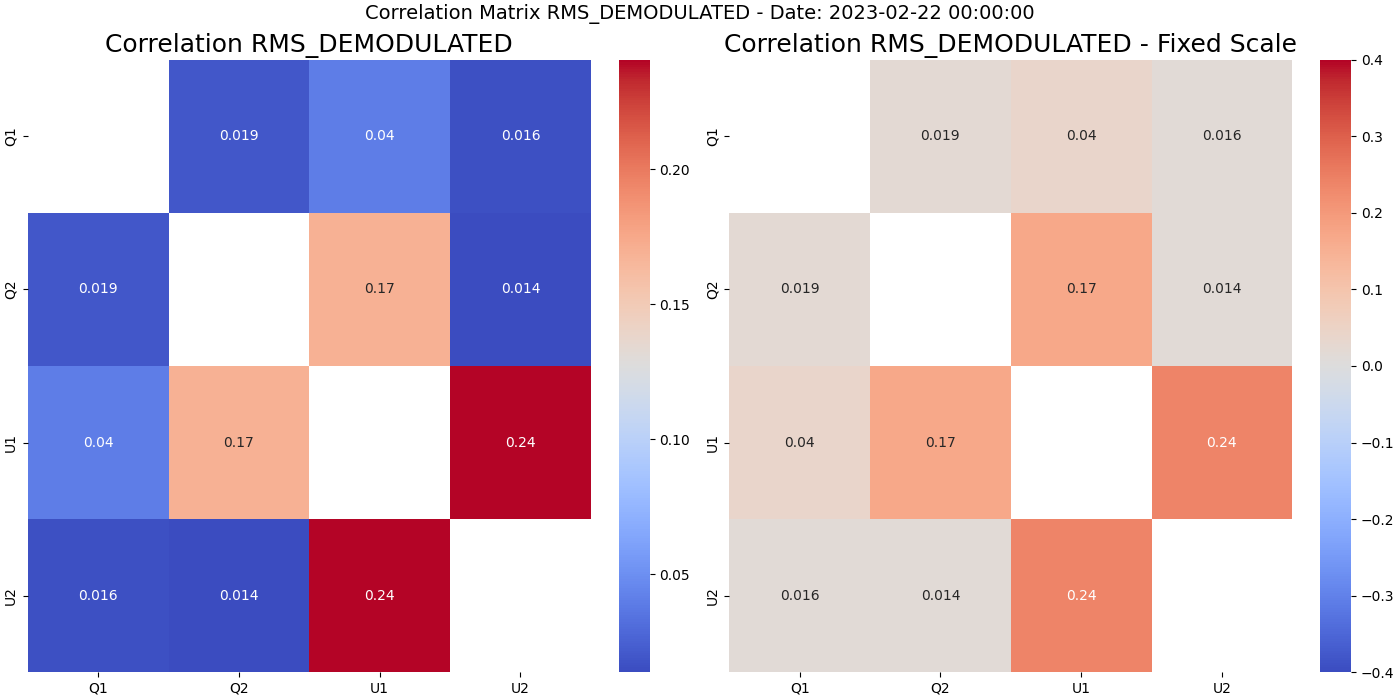 Correlation Matrix RMS_DEMODULATED - Date: 2023-02-22 00:00:00
Correlation RMS_DEMODULATED
Q1
0.019
0.04
0.016
Q2
0.019
0.17
0.014
U1
0.04
0.17
0.24
U2
0.016
0.014
0.24
Q1
Q2
U1
U2
0.20
0.15
0.10
0.05
Correlation RMS_DEMODULATED - Fixed Scale
Q1
0.019
0.04
0.016
Q2
0.019
0.17
0.014
U1
0.04
0.17
0.24
U2
0.016
0.014
0.24
Q1
Q2
U1
U2
0.4
0.3
0.2
0.1
0.0
−0.1
−0.2
−0.3
−0.4